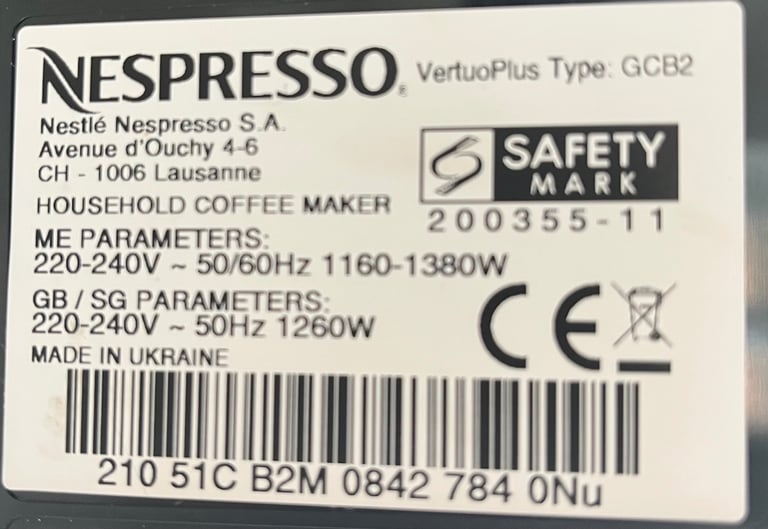 NESPRESSO® VertuoPlus Type: GCB2
Nestlé Nespresso S.A.
Avenue d'Ouchy 4-6
CH - 1006 Lausanne
SAFETY
MARK
200355-11
HOUSEHOLD COFFEE MAKER
ME PARAMETERS:
220-240V ~ 50/60Hz 1160-1380W
GB / SG PARAMETERS:
220-240V ~ 50Hz 1260W
MADE IN UKRAINE
CE
210 51C B2M 0842 784 0Nu